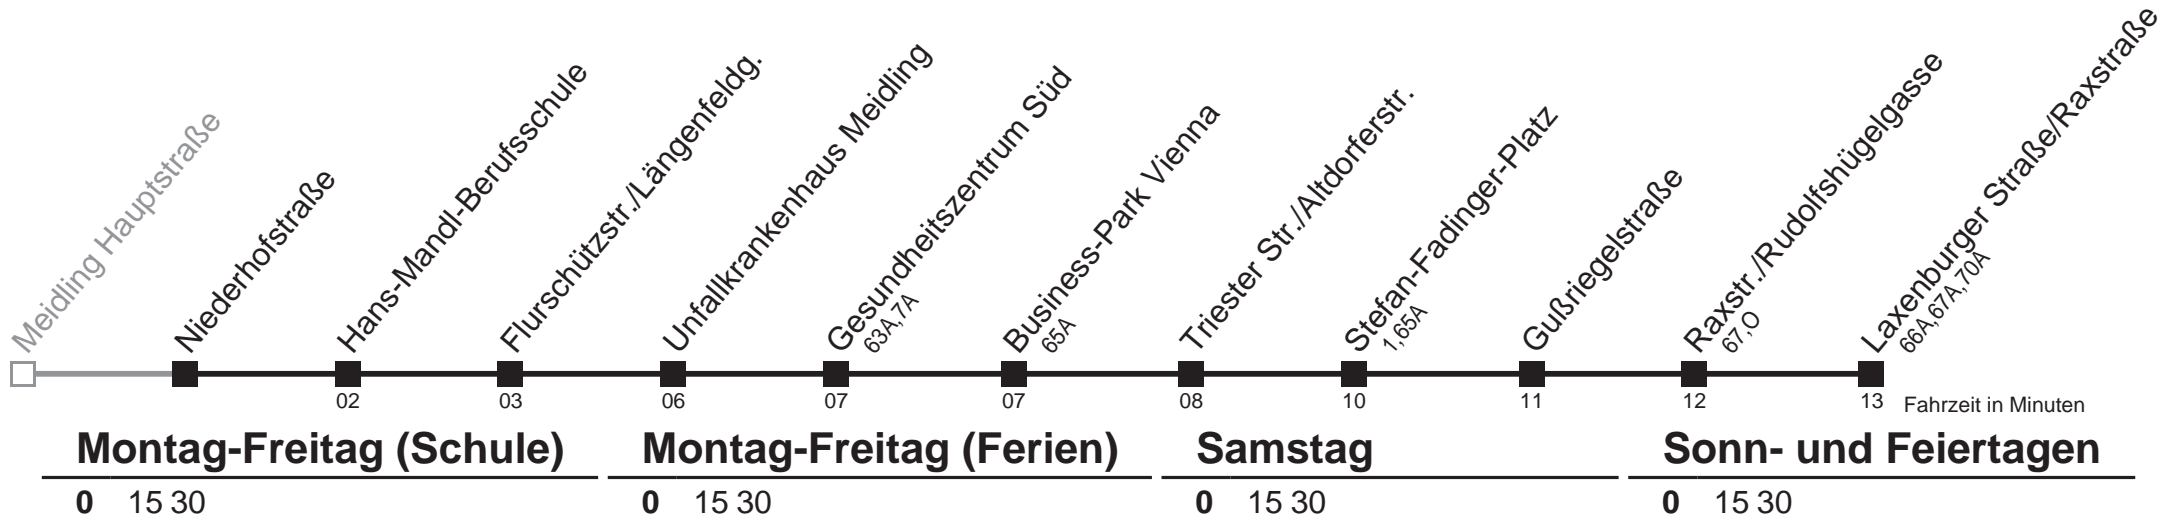 Meidling Hauptstraße
Niederhofstraße
Hans-Mandl-Berufsschule
Flurschützstr./Längenfeldg.
Unfallkrankenhaus Meidling
Gesundheitszentrum Süd
63A,7A
Business-Park Vienna
65A
Triester Str./Altdorferstr.
Stefan-Fadinger-Platz
1,65A
Gußriegelstraße
Raxstr./Rudolfshügelgasse
67,O
Laxenburger Straße/Raxstraße
66A,67A,70A
02 03 06 07 07 08 10 11 12 13 Fahrzeit in Minuten
Montag-Freitag (Schule) Montag-Freitag (Ferien) Samstag Sonn- und Feiertagen
0 15 30 0 15 30 0 15 30 0 15 30